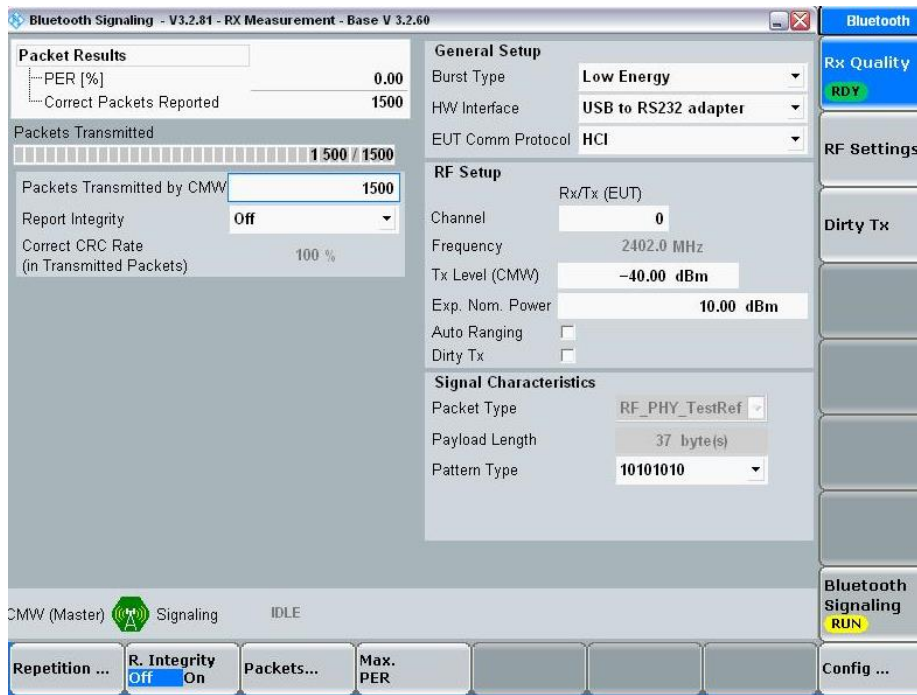 Bluetooth Signaling - V3.2.81 - RX Measurement - Base V 3.2.60
Bluetooth
Packet Results
PER [%] 0.00
Correct Packets Reported 1500
Packets Transmitted
1500 / 1500
Packets Transmitted by CMW 1500
Report Integrity Off
Correct CRC Rate
(in Transmitted Packets) 100 %
General Setup
Burst Type Low Energy
HW Interface USB to RS232 adapter
EUT Comm Protocol HCI
RF Setup
Rx/Tx (EUT)
Channel 0
Frequency 2402.0 MHz
Tx Level (CMW) −40.00 dBm
Exp. Nom. Power 10.00 dBm
Auto Ranging
Dirty Tx
Signal Characteristics
Packet Type RF_PHY_TestRef
Payload Length 37 byte(s)
Pattern Type 10101010
Rx Quality
RDY
RF Settings
Dirty Tx
Bluetooth
Signaling
RUN
CMW (Master) Signaling IDLE
Repetition ...
R. Integrity
Off On
Packets...
Max.
PER
Config ...